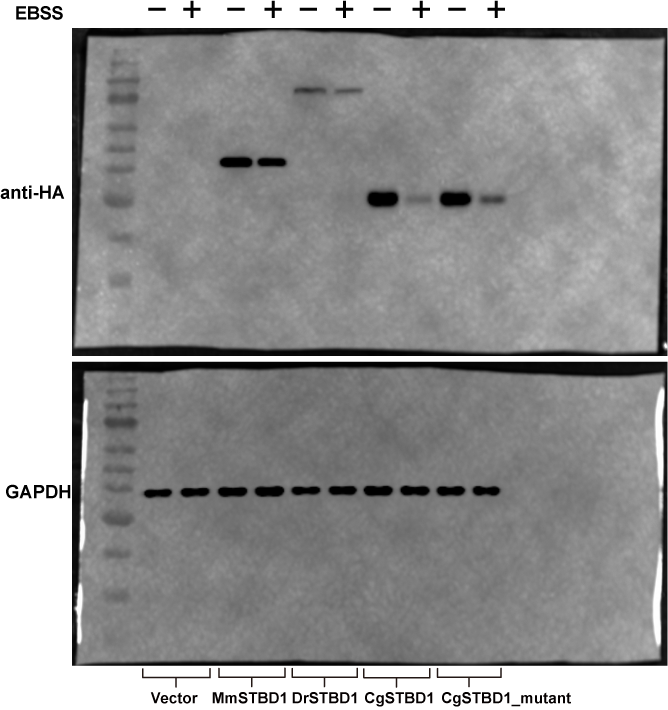 EBSS − + − + − + − + − +
anti-HA
GAPDH
Vector MmSTBD1 DrSTBD1 CgSTBD1 CgSTBD1_mutant